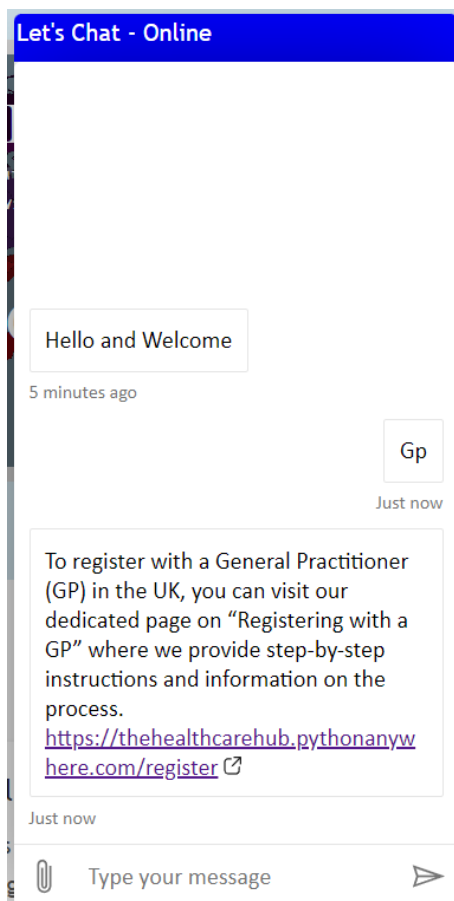 Let's Chat - Online
Hello and Welcome
5 minutes ago
Gp
Just now
To register with a General Practitioner
(GP) in the UK, you can visit our
dedicated page on “Registering with a
GP” where we provide step-by-step
instructions and information on the
process.
https://thehealthcarehub.pythonanyw
here.com/register
Just now
Type your message